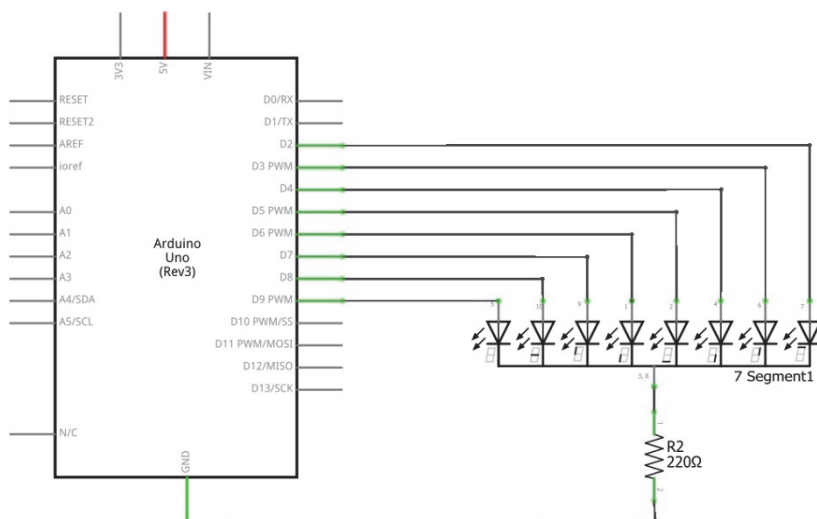 3V3
5V
VIN
RESET
RESET2
AREF
ioref
A0
A1
A2
A3
A4/SDA
A5/SCL
N/C
D0/RX
D1/TX
D2
D3 PWM
D4
D5 PWM
D6 PWM
D7
D8
D9 PWM
D10 PWM/SS
D11 PWM/MOSI
D12/MISO
D13/SCK
Arduino
Uno
(Rev3)
GND
5 10 9 1 2 4 6 7
3, 8
7 Segment1
1
R2
220Ω
2